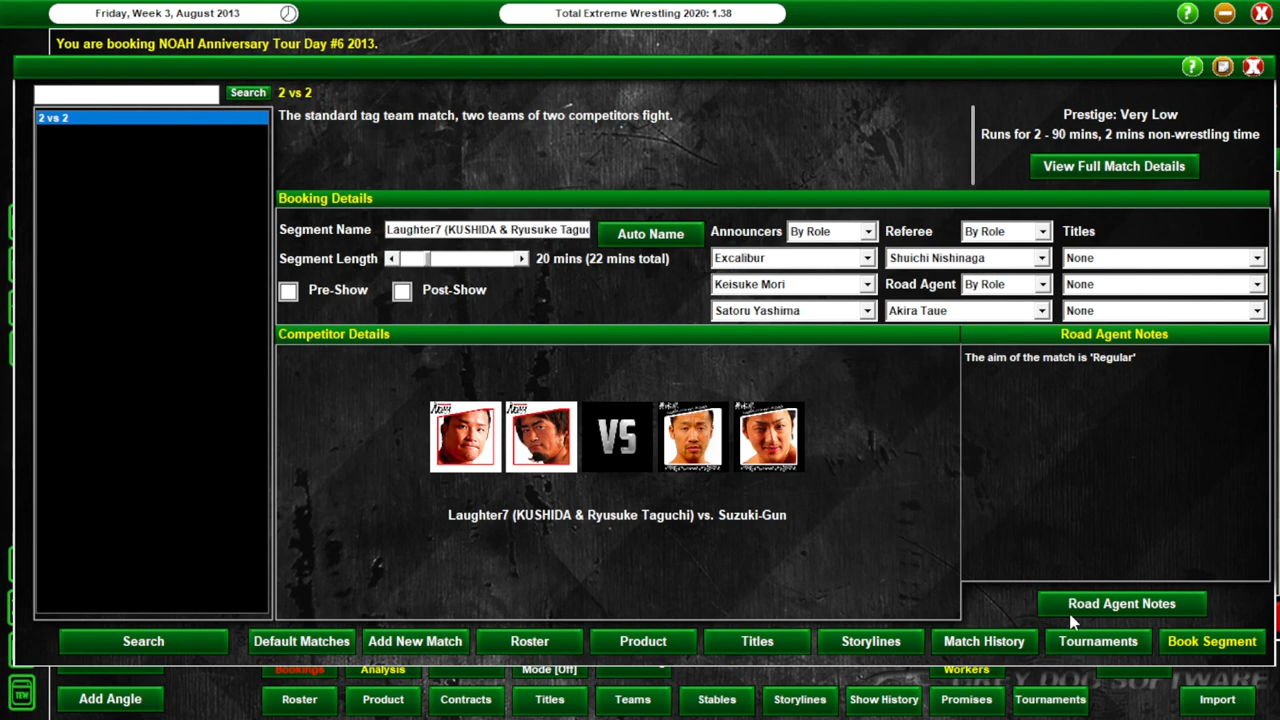 Friday, Week 3, August 2013
Total Extreme Wrestling 2020: 1.38
You are booking NOAH Anniversary Tour Day #6 2013.
Search
2 vs 2
2 vs 2
The standard tag team match, two teams of two competitors fight.
Prestige: Very Low
Runs for 2 - 90 mins, 2 mins non-wrestling time
View Full Match Details
Booking Details
Segment Name
Laughter7 (KUSHIDA & Ryusuke Tague
Auto Name
Segment Length
20 mins (22 mins total)
Pre-Show
Post-Show
Announcers
By Role
Excalibur
Keisuke Mori
Satoru Yashima
Referee
By Role
Shuichi Nishinaga
Road Agent
By Role
Akira Taue
Titles
None
None
None
Competitor Details
Road Agent Notes
The aim of the match is 'Regular'
NOAH
NOAH
VS
Laughter7 (KUSHIDA & Ryusuke Taguchi) vs. Suzuki-Gun
Road Agent Notes
Search
Default Matches
Add New Match
Roster
Product
Titles
Storylines
Match History
Tournaments
Book Segment
Bookings
Analysis
Mode [Off]
Workers
TEW
Add Angle
Roster
Product
Contracts
Titles
Teams
Stables
Storylines
Show History
Promises
Tournaments
Import